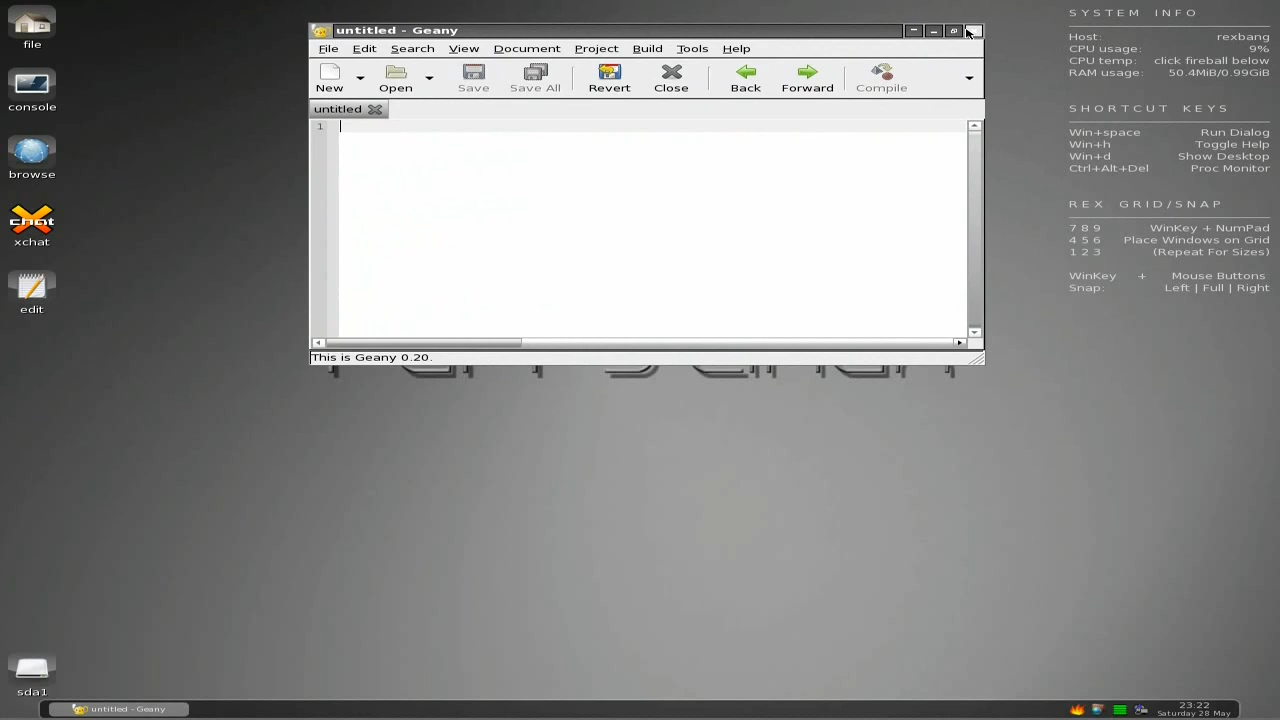 file
console
browse
chat
xchat
edit
sda1
untitled - Geany
File Edit Search View Document Project Build Tools Help
New Open Save Save All Revert Close Back Forward Compile
untitled
1
This is Geany 0.20.
SYSTEM INFO
Host: rexbang
CPU usage: 9%
CPU temp: click fireball below
RAM usage: 50.4MiB/0.99GiB
SHORTCUT KEYS
Win+space Run Dialog
Win+h Toggle Help
Win+d Show Desktop
Ctrl+Alt+Del Proc Monitor
REX GRID/SNAP
7 8 9 WinKey + NumPad
4 5 6 Place Windows on Grid
1 2 3 (Repeat For Sizes)
WinKey + Mouse Buttons
Snap: Left | Full | Right
untitled - Geany
23:22
Saturday 28 May